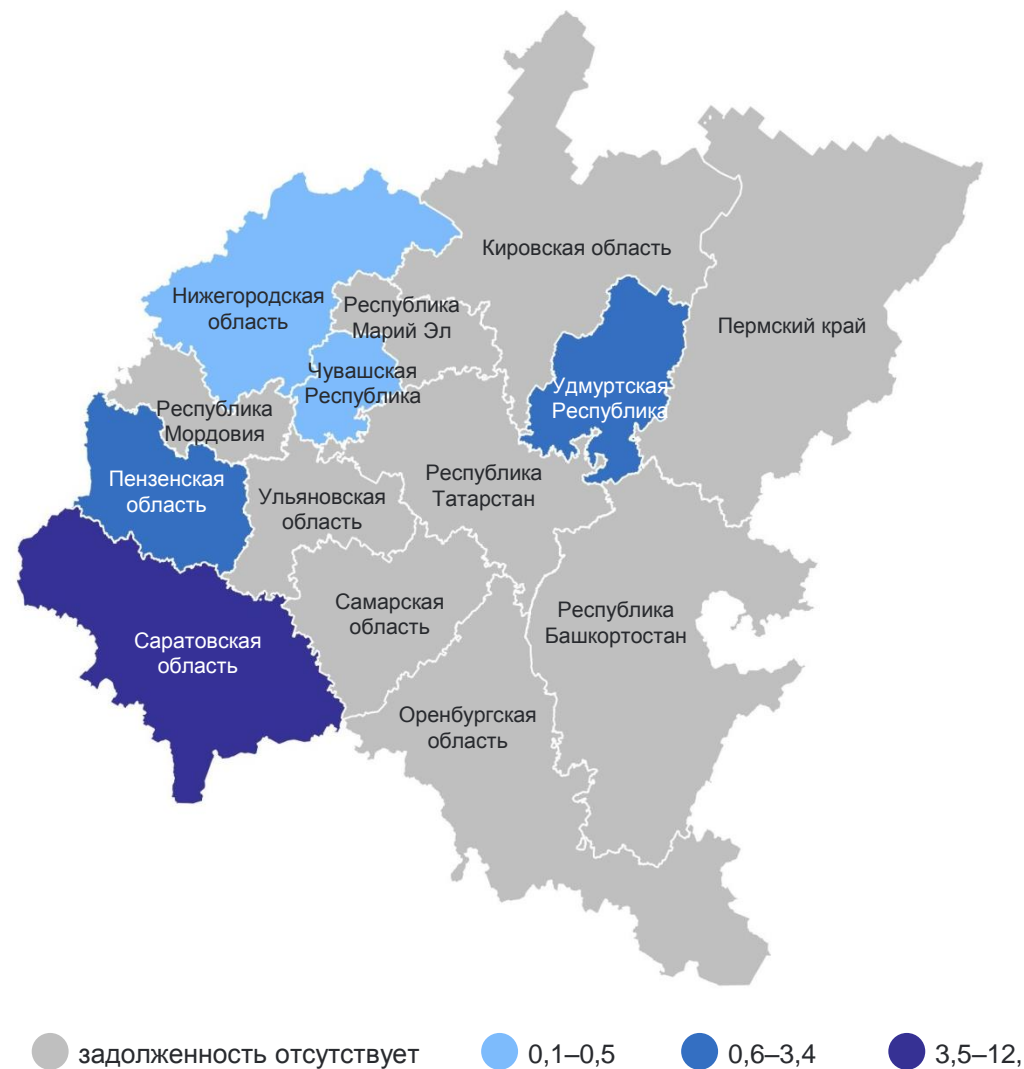 Кировская область
Нижегородская
область
Республика
Марий Эл
Пермский край
Чувашская
Республика
Удмуртская
Республика
Республика
Мордовия
Пензенская
область
Ульяновская
область
Республика
Татарстан
Самарская
область
Республика
Башкортостан
Саратовская
область
Оренбургская
область
задолженность отсутствует
0,1–0,5
0,6–3,4
3,5–12,